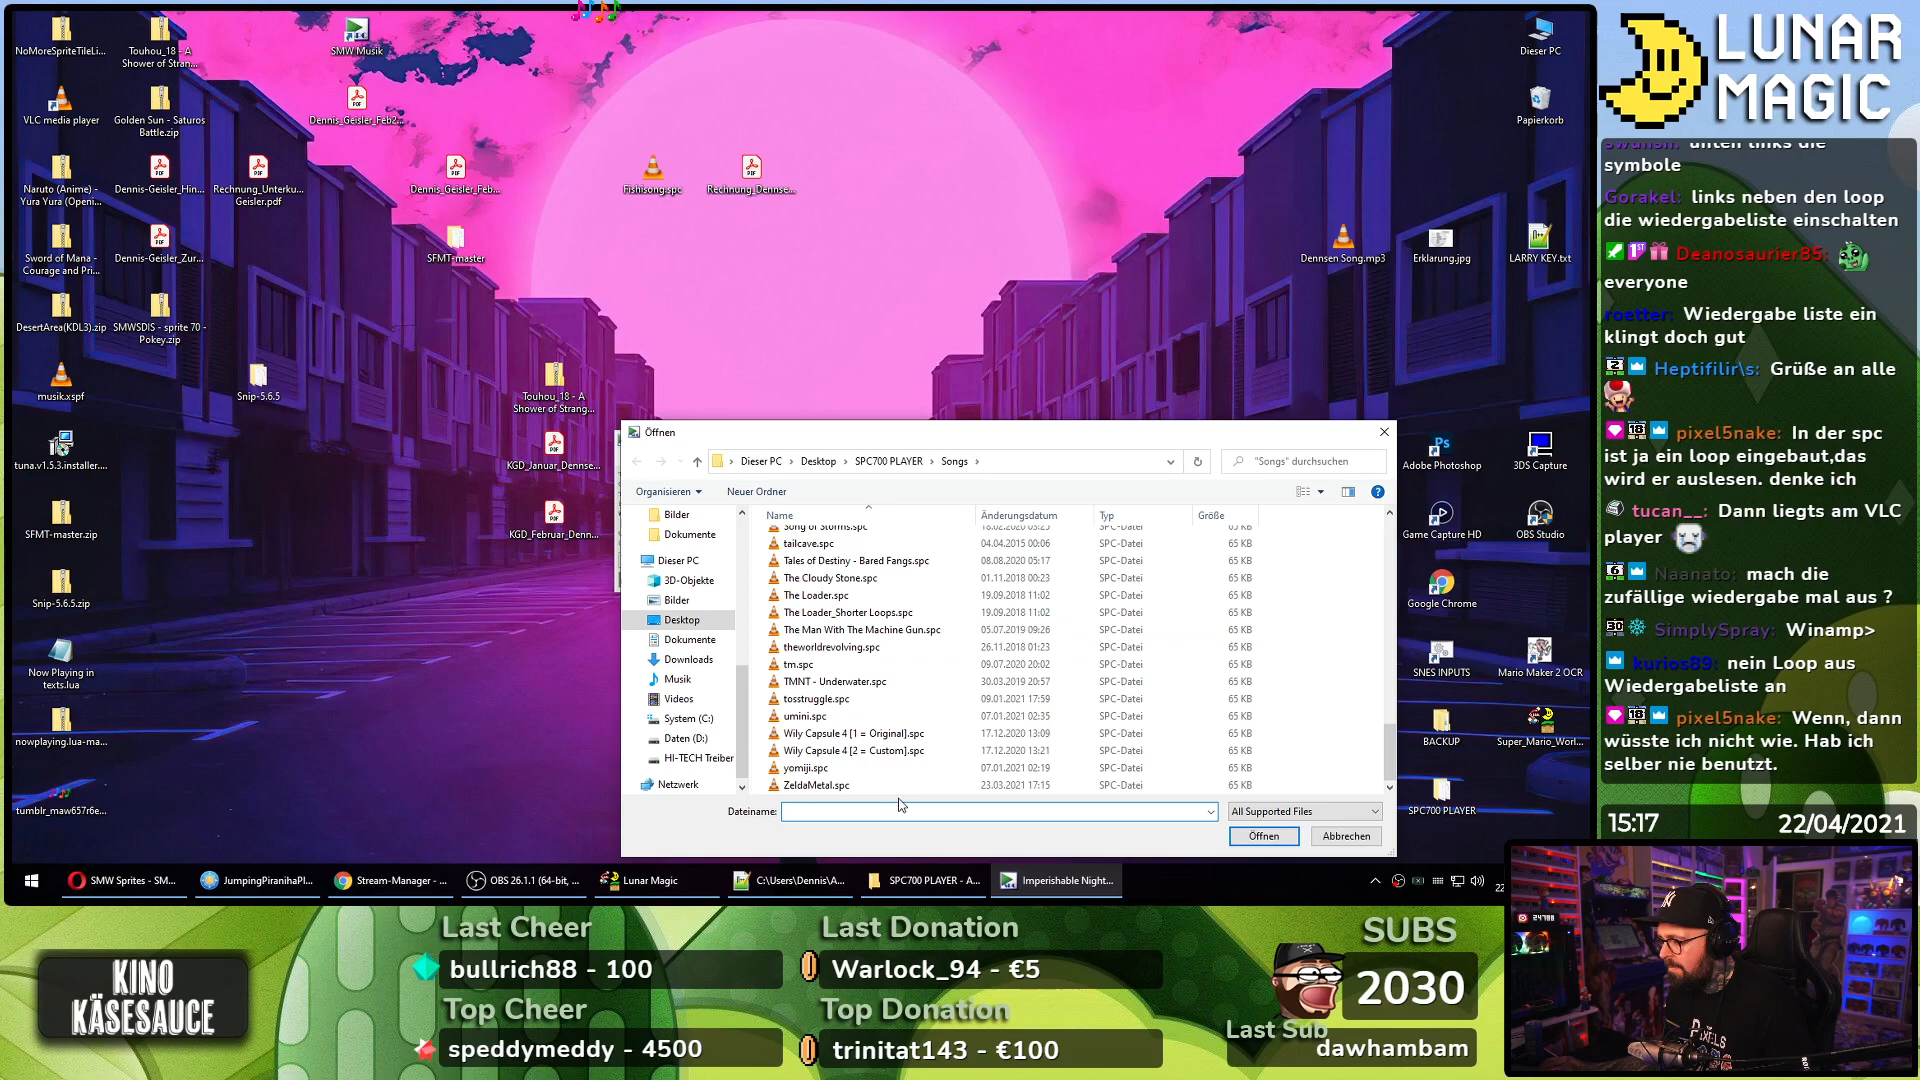 NoMoreSpriteTileLi...
Touhou_18 - A
Shower of Stran...
SMW Musik
Dieser PC
VLC media player
Golden Sun - Saturos
Battle.zip
Dennis_Geisler_Feb2...
Papierkorb
Naruto (Anime) -
Yura Yura (Openi...
Dennis-Geisler_Hin...
Rechnung_Unterku...
Geisler.pdf
Dennis_Geisler_Feb...
Fishisong.spc
Rechnung_Dennse...
Sword of Mana -
Courage and Pri...
Dennis-Geisler_Zur...
SFMT-master
Dennsen Song.mp3
Erklärung.jpg
LARRY KEY.txt
DesertArea(KDL3).zip
SMWSDIS - sprite 70 -
Pokey.zip
musik.xspf
Snip-5.6.5
Touhou_18 - A
Shower of Strang...
tuna.v1.5.3.installer....
KGD_Januar_Dennse...
Adobe Photoshop
3DS Capture
SFMT-master.zip
KGD_Februar_Denn...
Game Capture HD
OBS Studio
Snip-5.6.5.zip
Google Chrome
Now Playing in
texts.lua
SNES INPUTS
Mario Maker 2 OCR
nowplaying.lua-ma...
BACKUP
Super_Mario_Worl...
tumblr_maw657r6e...
SPC700 PLAYER
Öffnen
Dieser PC
Desktop
SPC700 PLAYER
Songs
"Songs" durchsuchen
Organisieren
Neuer Ordner
Bilder
Dokumente
Dieser PC
3D-Objekte
Bilder
Desktop
Dokumente
Downloads
Musik
Videos
System (C:)
Daten (D:)
HI-TECH Treiber
Netzwerk
Name Änderungsdatum Typ Größe
Song of Storms.spc 18.02.2020 03:25 SPC-Datei 65 KB
tailcave.spc 04.04.2015 00:06 SPC-Datei 65 KB
Tales of Destiny - Bared Fangs.spc 08.08.2020 05:17 SPC-Datei 65 KB
The Cloudy Stone.spc 01.11.2018 00:23 SPC-Datei 65 KB
The Loader.spc 19.09.2018 11:02 SPC-Datei 65 KB
The Loader_Shorter Loops.spc 19.09.2018 11:02 SPC-Datei 65 KB
The Man With The Machine Gun.spc 05.07.2019 09:26 SPC-Datei 65 KB
theworldrevolving.spc 26.11.2018 01:23 SPC-Datei 65 KB
tm.spc 09.07.2020 20:02 SPC-Datei 65 KB
TMNT - Underwater.spc 30.03.2019 20:57 SPC-Datei 65 KB
tosstruggle.spc 09.01.2021 17:59 SPC-Datei 65 KB
umini.spc 07.01.2021 02:35 SPC-Datei 65 KB
Wily Capsule 4 [1 = Original].spc 17.12.2020 13:09 SPC-Datei 65 KB
Wily Capsule 4 [2 = Custom].spc 17.12.2020 13:21 SPC-Datei 65 KB
yomiji.spc 07.01.2021 02:19 SPC-Datei 65 KB
ZeldaMetal.spc 23.03.2021 17:15 SPC-Datei 65 KB
Dateiname:
All Supported Files
Öffnen
Abbrechen
SMW Sprites - SM...
JumpingPiranhaPl...
Stream-Manager - ...
OBS 26.1.1 (64-bit, ...
Lunar Magic
C:\Users\Dennis\A...
SPC700 PLAYER - A...
Imperishable Night...
LUNAR
MAGIC
swansn: unten links die
symbole
Gorakel: links neben den loop
die wiedergabeliste einschalten
Deanosaurier85:
everyone
roetter: Wiedergabe liste ein
klingt doch gut
Heptifilir\s: Grüße an alle
pixel5nake: In der spc
ist ja ein loop eingebaut,das
wird er auslesen. denke ich
tucan__: Dann liegts am VLC
player
Naanato: mach die
zufällige wiedergabe mal aus ?
SimplySpray: Winamp>
kurios89: nein Loop aus
Wiedergabeliste an
pixel5nake: Wenn, dann
wüsste ich nicht wie. Hab ich
selber nie benutzt.
15:17
22/04/2021
KINO
KÄSESAUCE
Last Cheer
bullrich88 - 100
Top Cheer
speddymeddy - 4500
Last Donation
Warlock_94 - €5
Top Donation
trinitat143 - €100
SUBS
2030
Last Sub
dawhambam